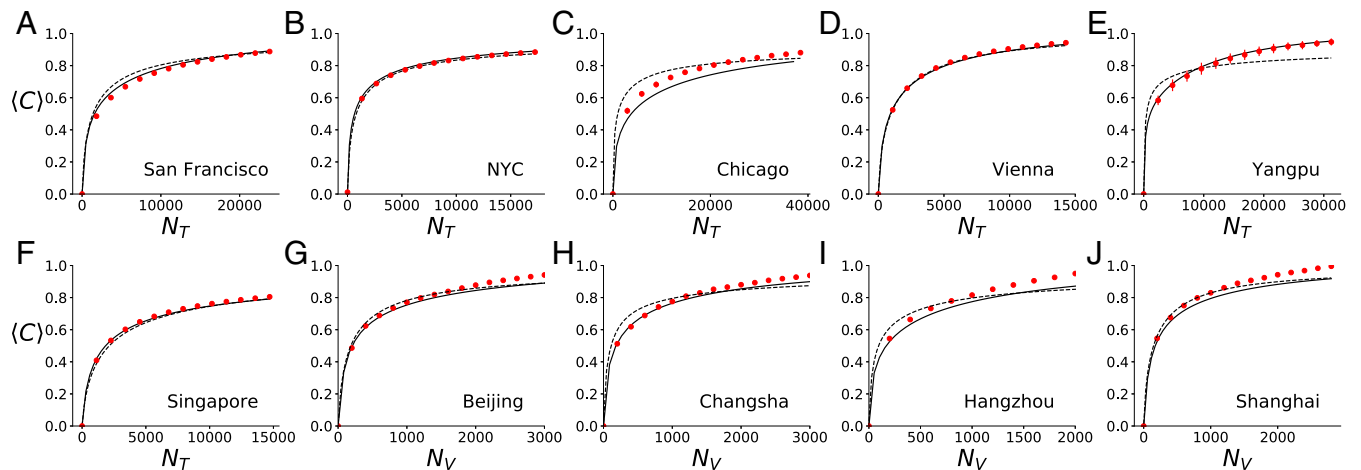 A
B
C
D
E
1.0
0.8
0.6
0.4
0.2
0.0
⟨C⟩
0 10000 20000
N_T
San Francisco
1.0
0.8
0.6
0.4
0.2
0.0
0 5000 10000 15000
N_T
NYC
1.0
0.8
0.6
0.4
0.2
0.0
0 20000 40000
N_T
Chicago
1.0
0.8
0.6
0.4
0.2
0.0
0 5000 10000 15000
N_T
Vienna
1.0
0.8
0.6
0.4
0.2
0.0
0 10000 20000 30000
N_T
Yangpu
F
G
H
I
J
1.0
0.8
0.6
0.4
0.2
0.0
⟨C⟩
0 5000 10000 15000
N_T
Singapore
1.0
0.8
0.6
0.4
0.2
0.0
0 1000 2000 3000
N_V
Beijing
1.0
0.8
0.6
0.4
0.2
0.0
0 1000 2000 3000
N_V
Changsha
1.0
0.8
0.6
0.4
0.2
0.0
0 500 1000 1500 2000
N_V
Hangzhou
1.0
0.8
0.6
0.4
0.2
0.0
0 1000 2000
N_V
Shanghai